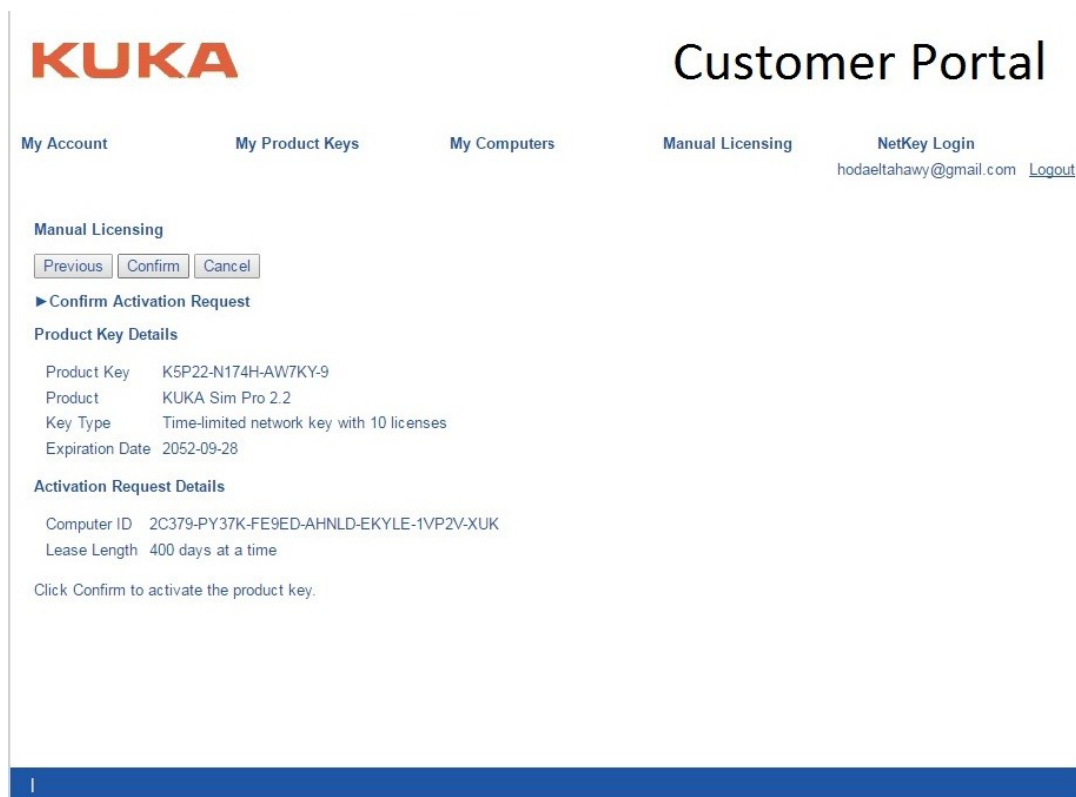 KUKA
Customer Portal
My Account My Product Keys My Computers Manual Licensing NetKey Login
hodaeltahawy@gmail.com Logout
Manual Licensing
Previous Confirm Cancel
►Confirm Activation Request
Product Key Details
Product Key K5P22-N174H-AW7KY-9
Product KUKA Sim Pro 2.2
Key Type Time-limited network key with 10 licenses
Expiration Date 2052-09-28
Activation Request Details
Computer ID 2C379-PY37K-FE9ED-AHNLD-EKYLE-1VP2V-XUK
Lease Length 400 days at a time
Click Confirm to activate the product key.
|